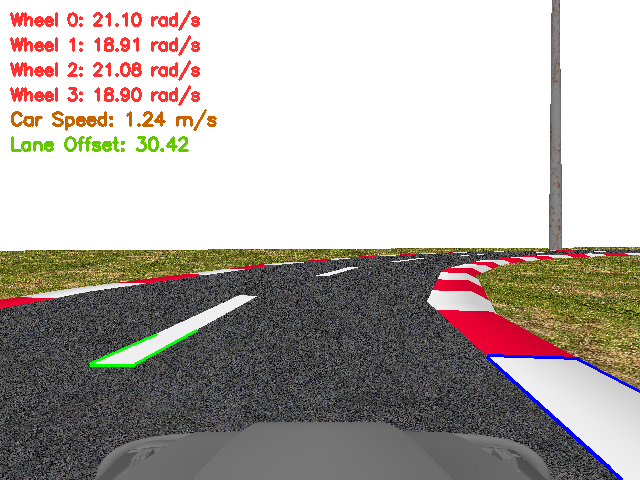 Wheel 0: 21.10 rad/s
Wheel 1: 18.91 rad/s
Wheel 2: 21.08 rad/s
Wheel 3: 18.90 rad/s
Car Speed: 1.24 m/s
Lane Offset: 30.42